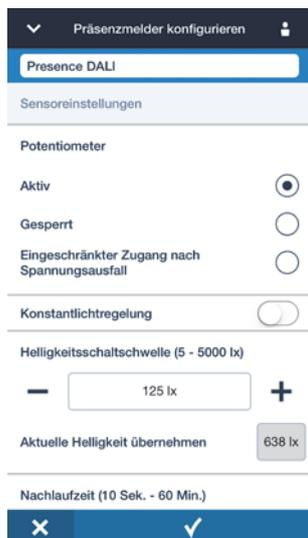 Präsenzmelder konfigurieren
Presence DALI
Sensoreinstellungen
Potentiometer
Aktiv
Gesperrt
Eingeschränkter Zugang nach
Spannungsausfall
Konstantlichtregelung
Helligkeitsschaltschwelle (5 - 5000 lx)
125 lx
Aktuelle Helligkeit übernehmen
638 lx
Nachlaufzeit (10 Sek. - 60 Min.)